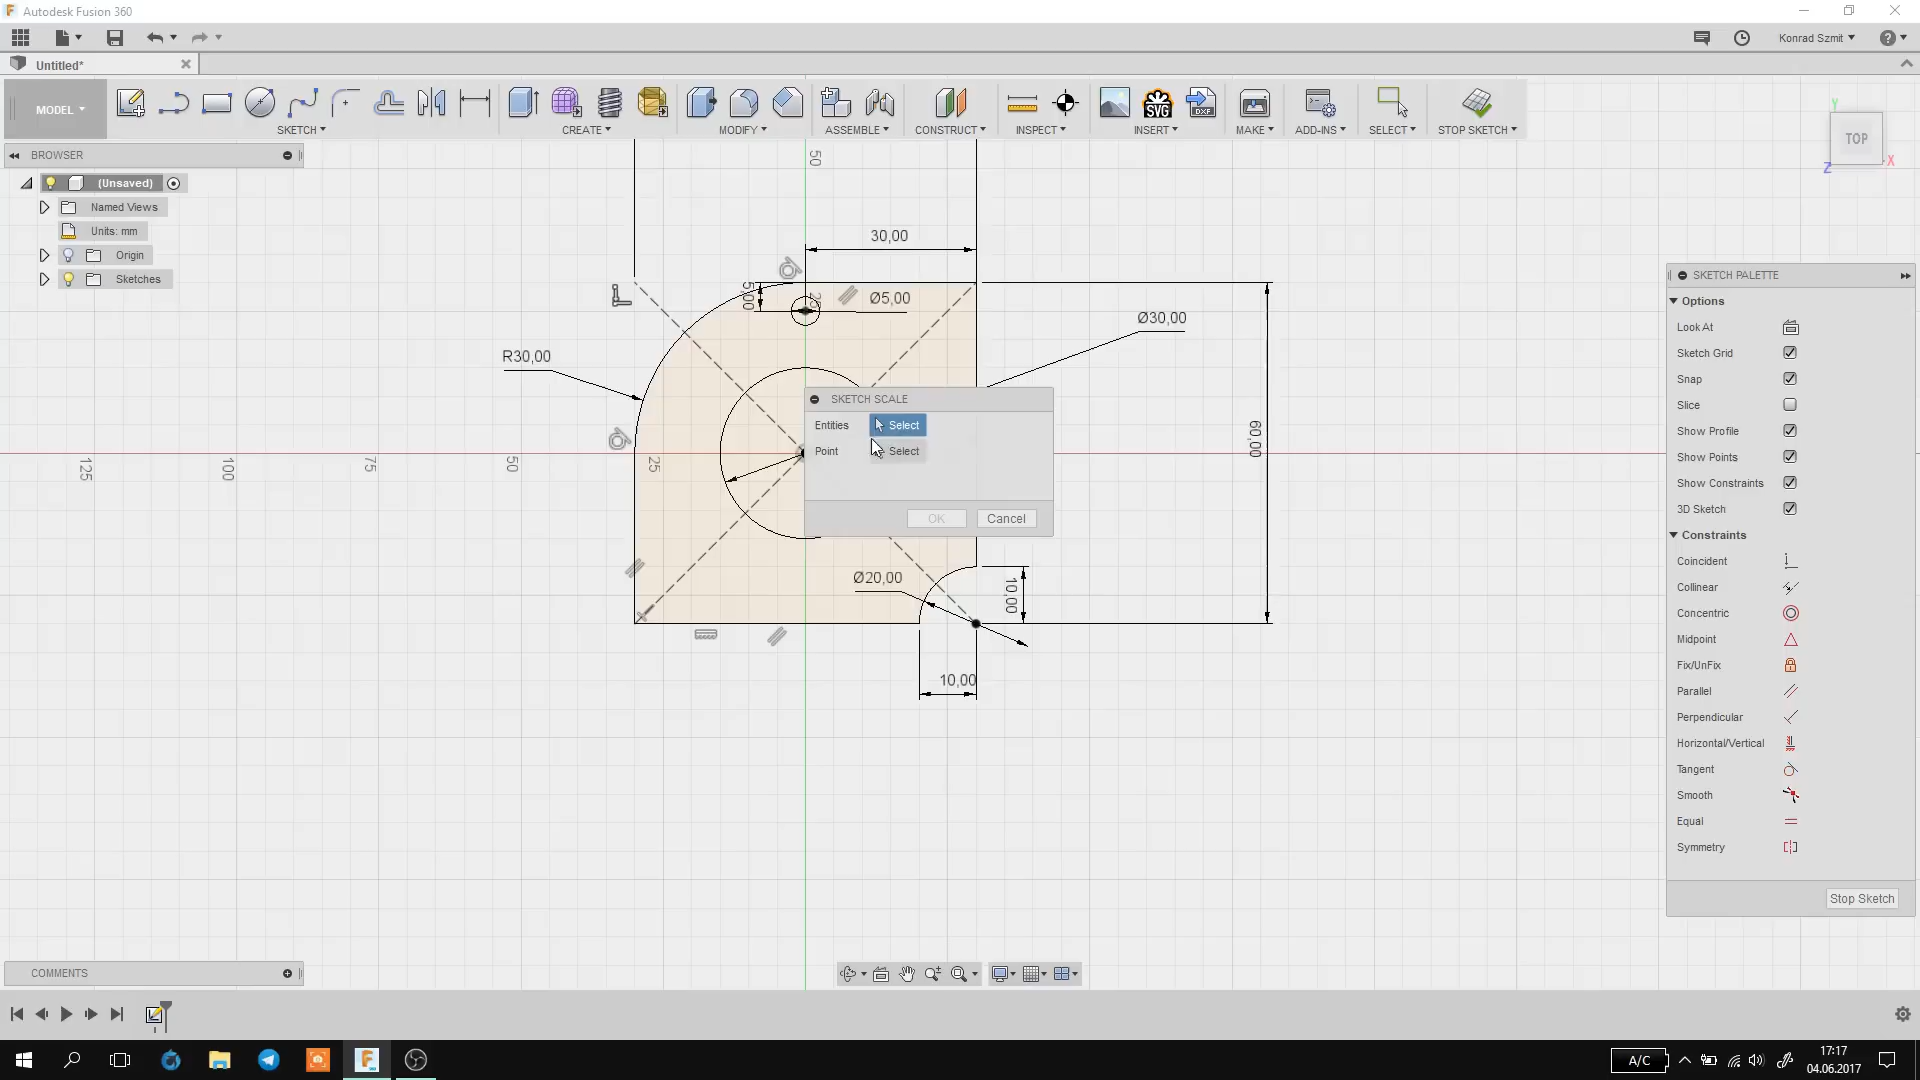 Autodesk Fusion 360
Konrad Szmit
Untitled*
MODEL
SKETCH
CREATE
MODIFY
ASSEMBLE
CONSTRUCT
INSPECT
SVG
DXF
INSERT
MAKE
ADD-INS
SELECT
STOP SKETCH
TOP
Y
X
Z
BROWSER
(Unsaved)
Named Views
Units: mm
Origin
Sketches
50
30,00
5,00
25
Ø5,00
Ø30,00
R30,00
60,00
125
100
75
50
25
Ø20,00
10,00
10,00
SKETCH SCALE
Entities
Select
Point
Select
OK
Cancel
SKETCH PALETTE
Options
Look At
Sketch Grid
Snap
Slice
Show Profile
Show Points
Show Constraints
3D Sketch
Constraints
Coincident
Collinear
Concentric
Midpoint
Fix/UnFix
Parallel
Perpendicular
Horizontal/Vertical
Tangent
Smooth
Equal
Symmetry
Stop Sketch
COMMENTS
A/C
17:17
04.06.2017